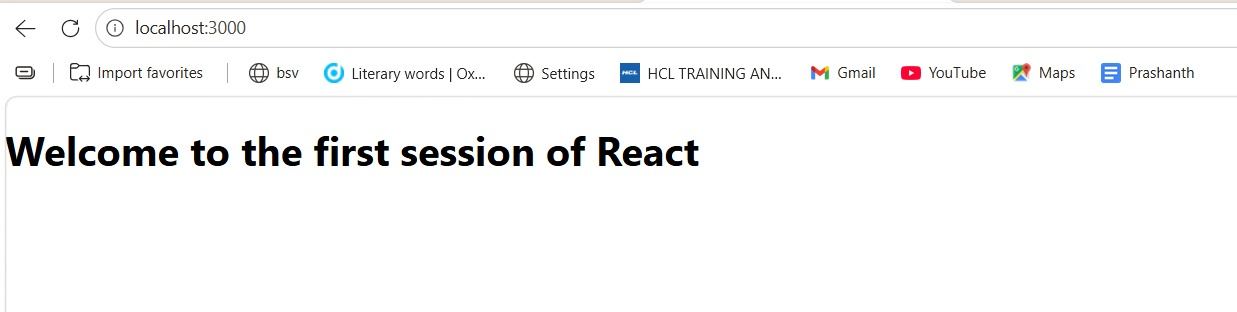 localhost:3000
Import favorites bsv Literary words | Ox... Settings HCL HCL TRAINING AN... Gmail YouTube Maps Prashanth
Welcome to the first session of React